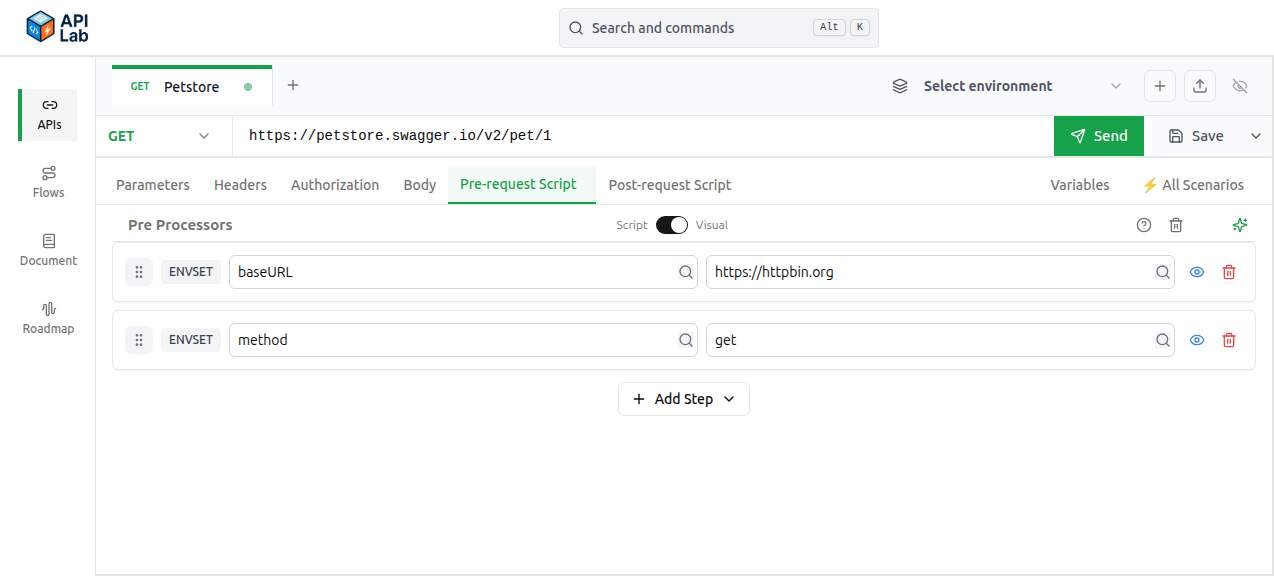 API Lab
Search and commands Alt K
APIs
Flows
Document
Roadmap
GET Petstore
Select environment
GET https://petstore.swagger.io/v2/pet/1 Send Save
Parameters Headers Authorization Body Pre-request Script Post-request Script Variables ⚡ All Scenarios
Pre Processors Script Visual
ENVSET baseURL https://httpbin.org
ENVSET method get
Add Step